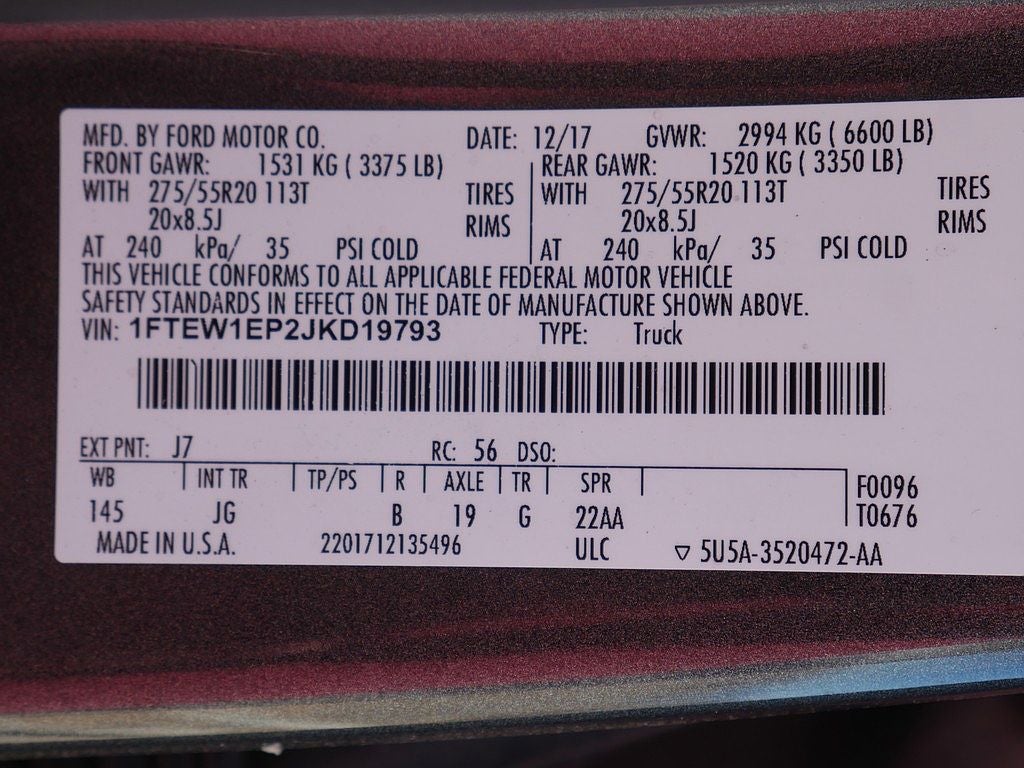 MFD. BY FORD MOTOR CO. DATE: 12/17 GVWR: 2994 KG ( 6600 LB)
FRONT GAWR: 1531 KG ( 3375 LB) REAR GAWR: 1520 KG ( 3350 LB)
WITH 275/55R20 113T TIRES WITH 275/55R20 113T TIRES
20x8.5J RIMS 20x8.5J RIMS
AT 240 kPa/ 35 PSI COLD AT 240 kPa/ 35 PSI COLD
THIS VEHICLE CONFORMS TO ALL APPLICABLE FEDERAL MOTOR VEHICLE
SAFETY STANDARDS IN EFFECT ON THE DATE OF MANUFACTURE SHOWN ABOVE.
VIN: 1FTEW1EP2JKD19793 TYPE: Truck
EXT PNT: J7 RC: 56 DSO:
WB INT TR TP/PS R AXLE TR SPR F0096
145 JG B 19 G 22AA T0676
MADE IN U.S.A. 2201712135496 ULC ▽ 5U5A-3520472-AA